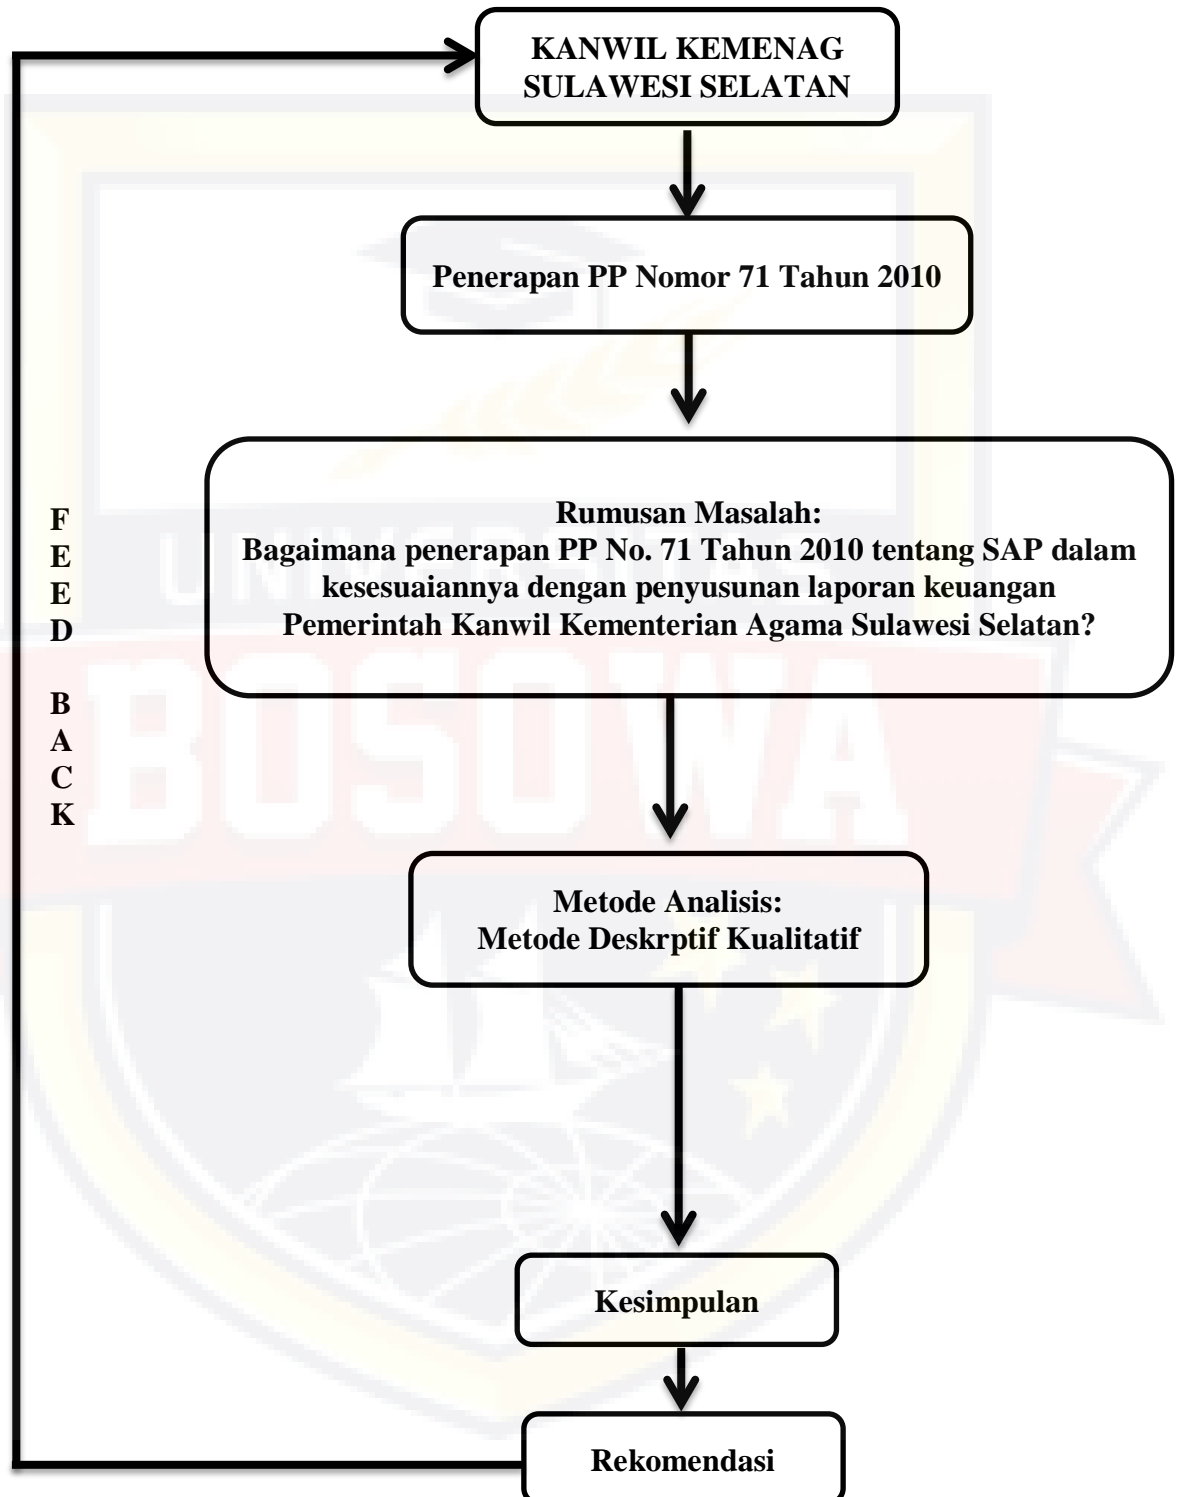 KANWIL KEMENAG
SULAWESI SELATAN
Penerapan PP Nomor 71 Tahun 2010
Rumusan Masalah:
Bagaimana penerapan PP No. 71 Tahun 2010 tentang SAP dalam
kesesuaiannya dengan penyusunan laporan keuangan
Pemerintah Kanwil Kementerian Agama Sulawesi Selatan?
F
E
E
D
B
A
C
K
UNIVERSITAS
BOSOWA
Metode Analisis:
Metode Deskrptif Kualitatif
Kesimpulan
Rekomendasi